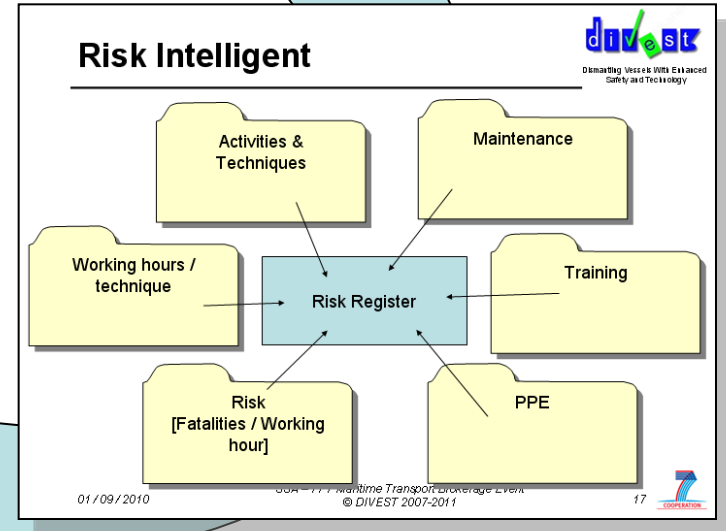 Risk Intelligent
divest
Dismantling Vessels With Enhanced
Safety and Technology
Activities &
Techniques
Maintenance
Working hours /
technique
Risk Register
Training
Risk
[Fatalities / Working
hour]
PPE
01 / 09 / 2010
Maritime Transport Brokerage Event
© DIVEST 2007-2011
17
7
COOPERATION